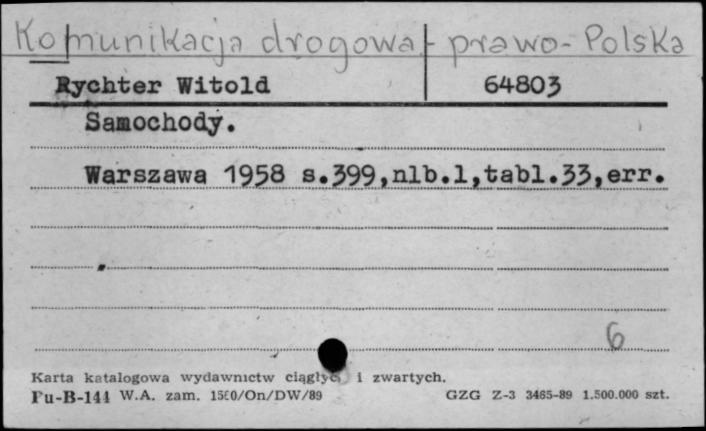 Komunikacja drogowa - prawo - Polska
Rychter Witold 64803
Samochody.
Warszawa 1958 s.399,nlb.1,tabl.33,err.
6
Karta katalogowa wydawnictw ciągłych i zwartych.
Pu-B-144 W.A. zam. 1560/On/DW/89 GZG Z-3 3465-89 1.500.000 szt.